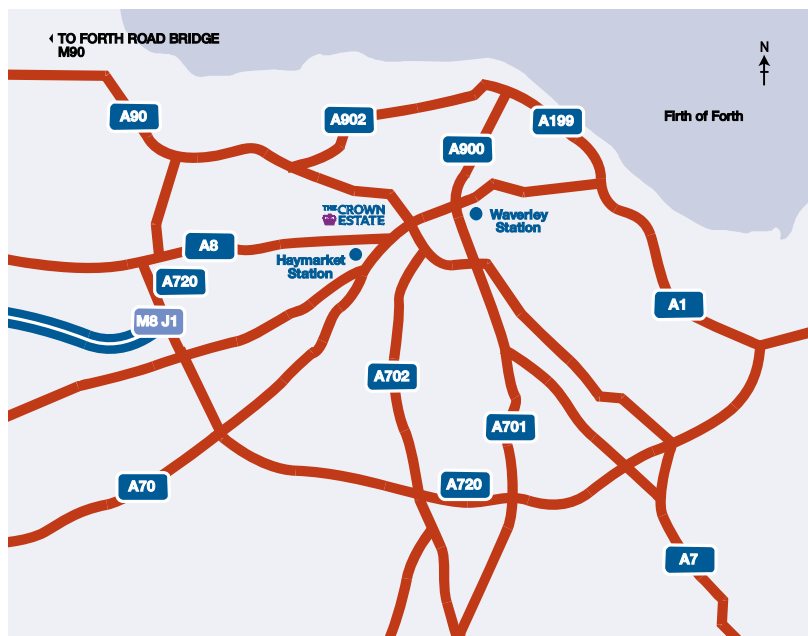 TO FORTH ROAD BRIDGE
M90
N
A90
A902
A199
Firth of Forth
A900
THE CROWN
ESTATE
Waverley
Station
A8
Haymarket
Station
A720
A1
M8 J1
A702
A701
A70
A720
A7